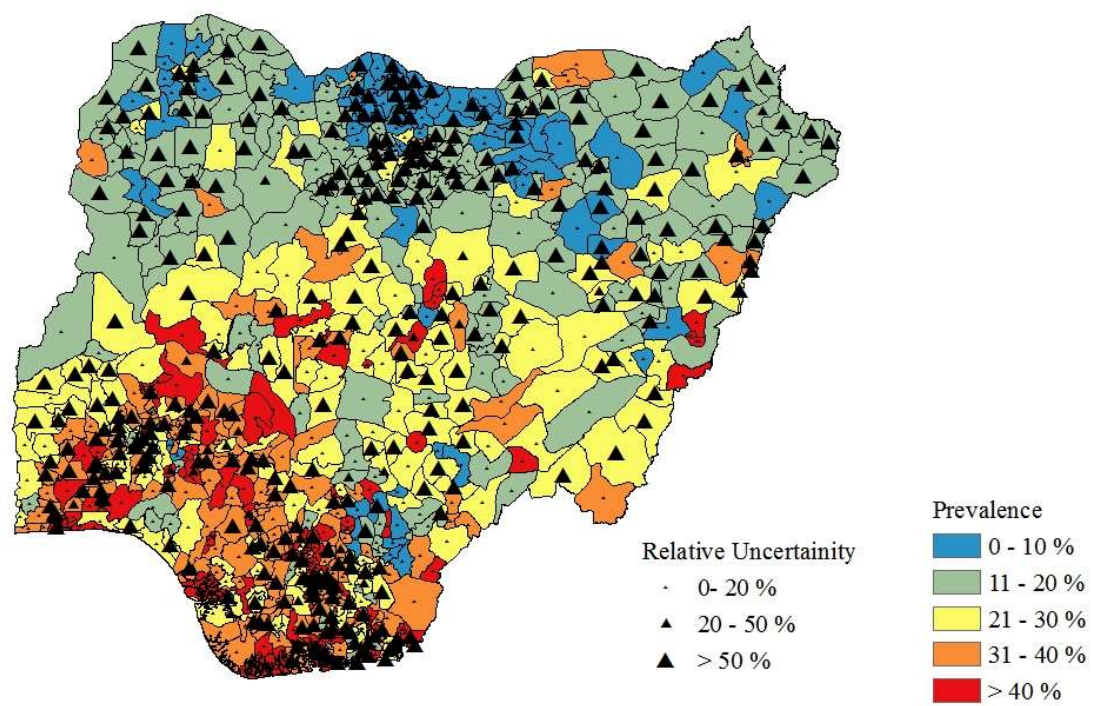 Prevalence
0 - 10 %
11 - 20 %
21 - 30 %
31 - 40 %
> 40 %
Relative Uncertainity
0- 20 %
20 - 50 %
> 50 %